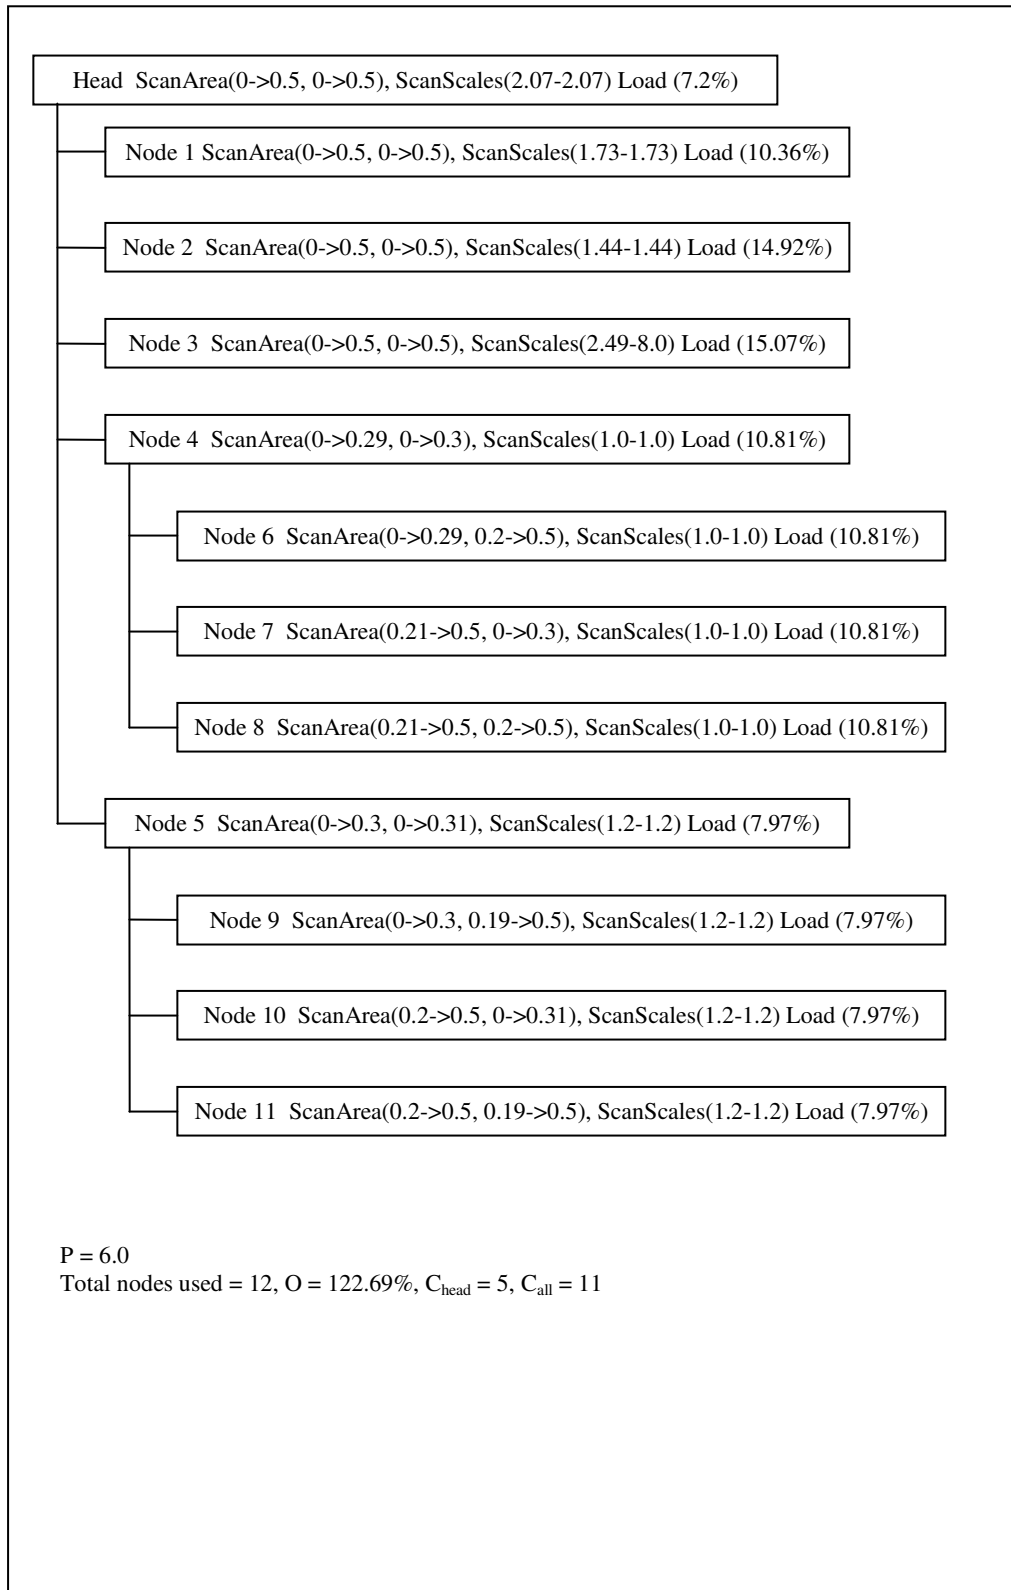 Head ScanArea(0->0.5, 0->0.5), ScanScales(2.07-2.07) Load (7.2%)
Node 1 ScanArea(0->0.5, 0->0.5), ScanScales(1.73-1.73) Load (10.36%)
Node 2 ScanArea(0->0.5, 0->0.5), ScanScales(1.44-1.44) Load (14.92%)
Node 3 ScanArea(0->0.5, 0->0.5), ScanScales(2.49-8.0) Load (15.07%)
Node 4 ScanArea(0->0.29, 0->0.3), ScanScales(1.0-1.0) Load (10.81%)
Node 6 ScanArea(0->0.29, 0.2->0.5), ScanScales(1.0-1.0) Load (10.81%)
Node 7 ScanArea(0.21->0.5, 0->0.3), ScanScales(1.0-1.0) Load (10.81%)
Node 8 ScanArea(0.21->0.5, 0.2->0.5), ScanScales(1.0-1.0) Load (10.81%)
Node 5 ScanArea(0->0.3, 0->0.31), ScanScales(1.2-1.2) Load (7.97%)
Node 9 ScanArea(0->0.3, 0.19->0.5), ScanScales(1.2-1.2) Load (7.97%)
Node 10 ScanArea(0.2->0.5, 0->0.31), ScanScales(1.2-1.2) Load (7.97%)
Node 11 ScanArea(0.2->0.5, 0.19->0.5), ScanScales(1.2-1.2) Load (7.97%)
P = 6.0
Total nodes used = 12, O = 122.69%, Chead = 5, Call = 11